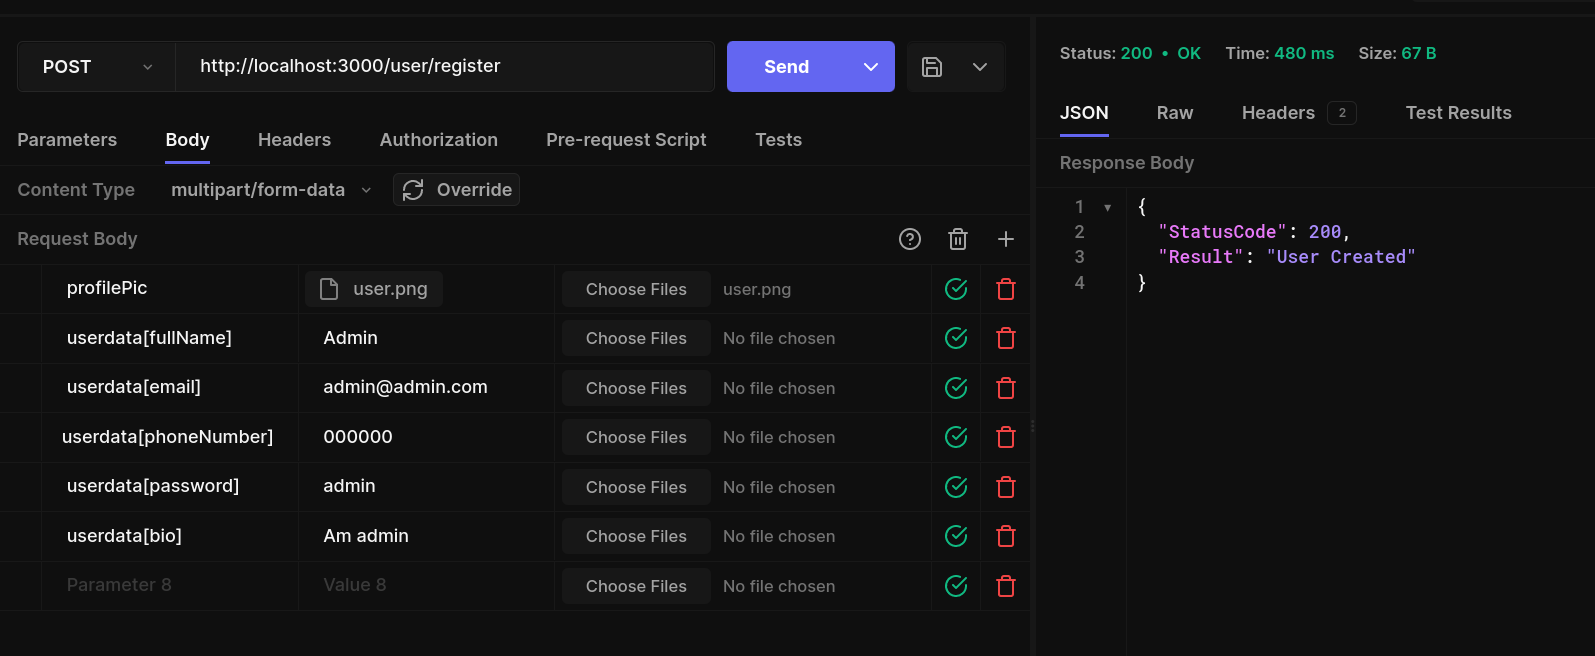 POST http://localhost:3000/user/register Send
Parameters Body Headers Authorization Pre-request Script Tests
Content Type multipart/form-data Override
Request Body
profilePic user.png Choose Files user.png
userdata[fullName] Admin Choose Files No file chosen
userdata[email] admin@admin.com Choose Files No file chosen
userdata[phoneNumber] 000000 Choose Files No file chosen
userdata[password] admin Choose Files No file chosen
userdata[bio] Am admin Choose Files No file chosen
Parameter 8 Value 8 Choose Files No file chosen
Status: 200 • OK Time: 480 ms Size: 67 B
JSON Raw Headers 2 Test Results
Response Body
1 {
2 "StatusCode": 200,
3 "Result": "User Created"
4 }